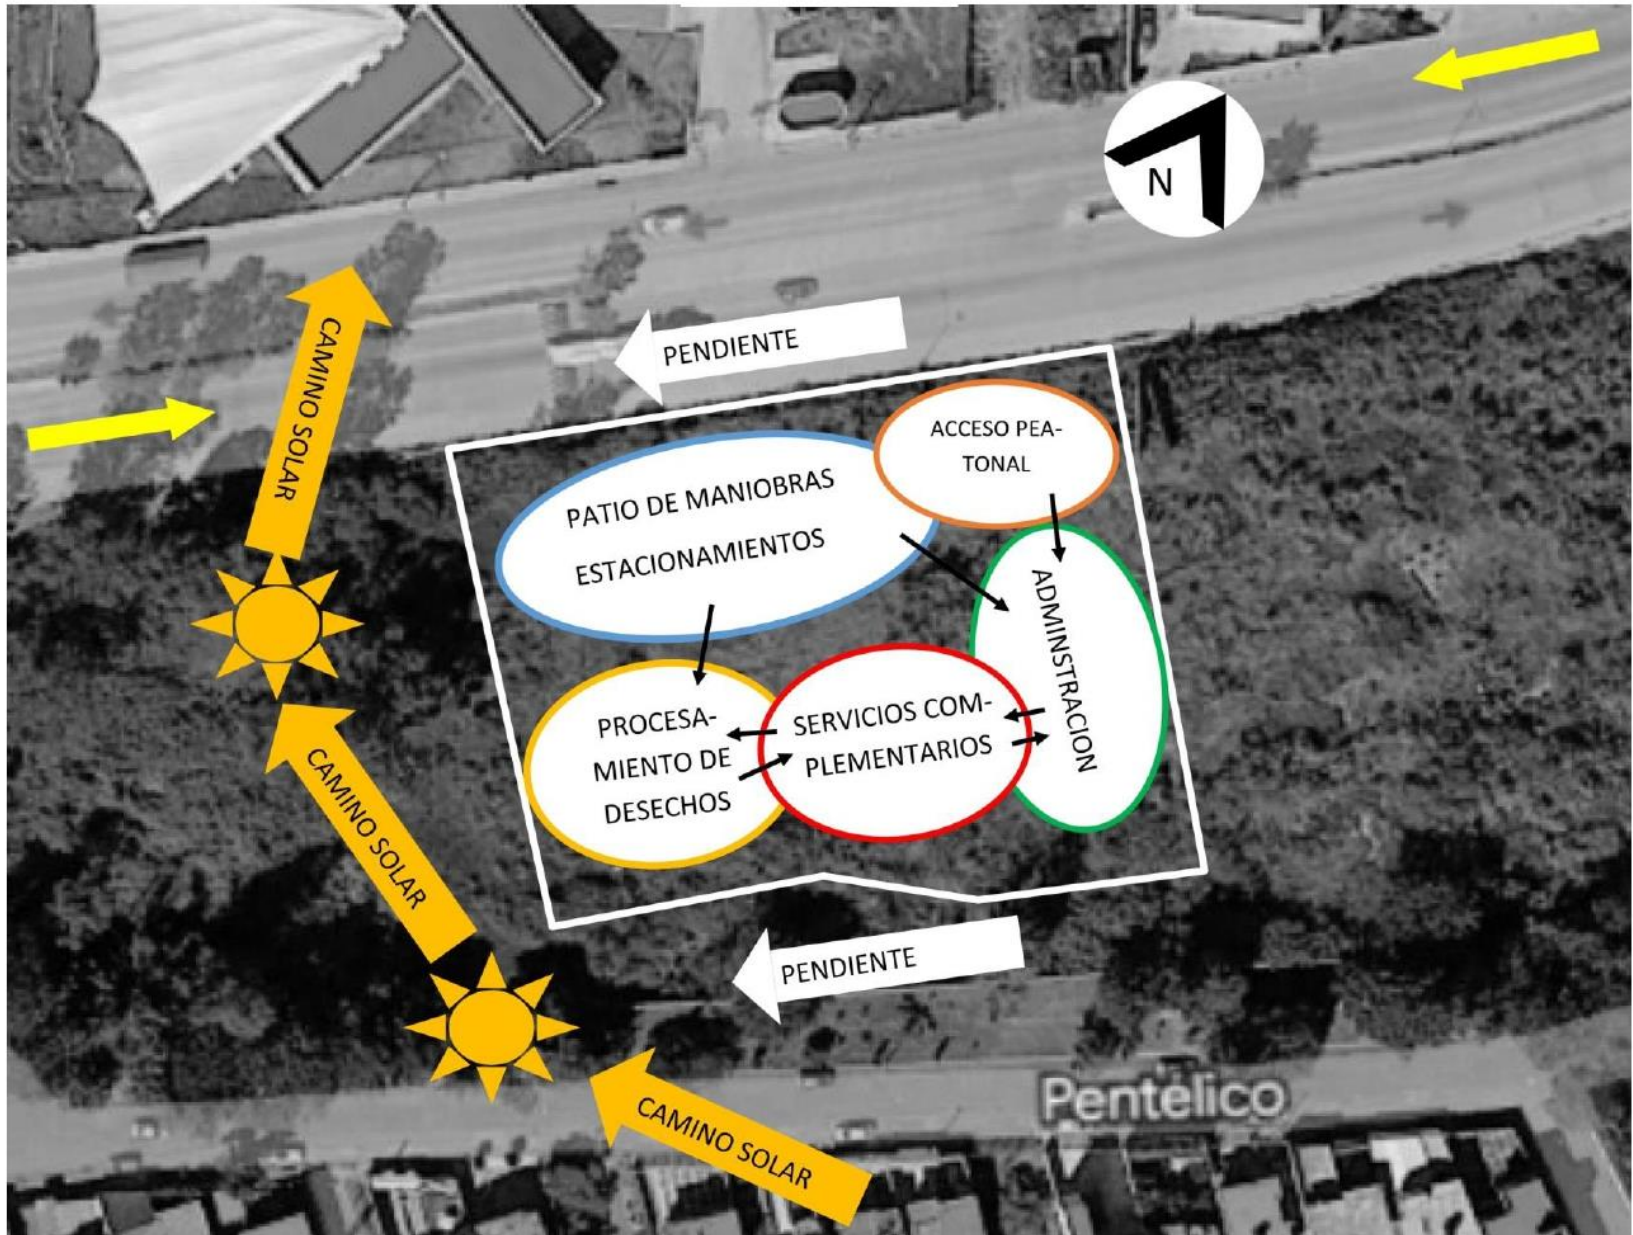 N
CAMINO SOLAR
PENDIENTE
ACCESO PEA-
TONAL
PATIO DE MANIOBRAS
ESTACIONAMIENTOS
ADMINSTRACION
PROCESA-
MIENTO DE
DESECHOS
SERVICIOS COM-
PLEMENTARIOS
CAMINO SOLAR
PENDIENTE
CAMINO SOLAR
Pentélico